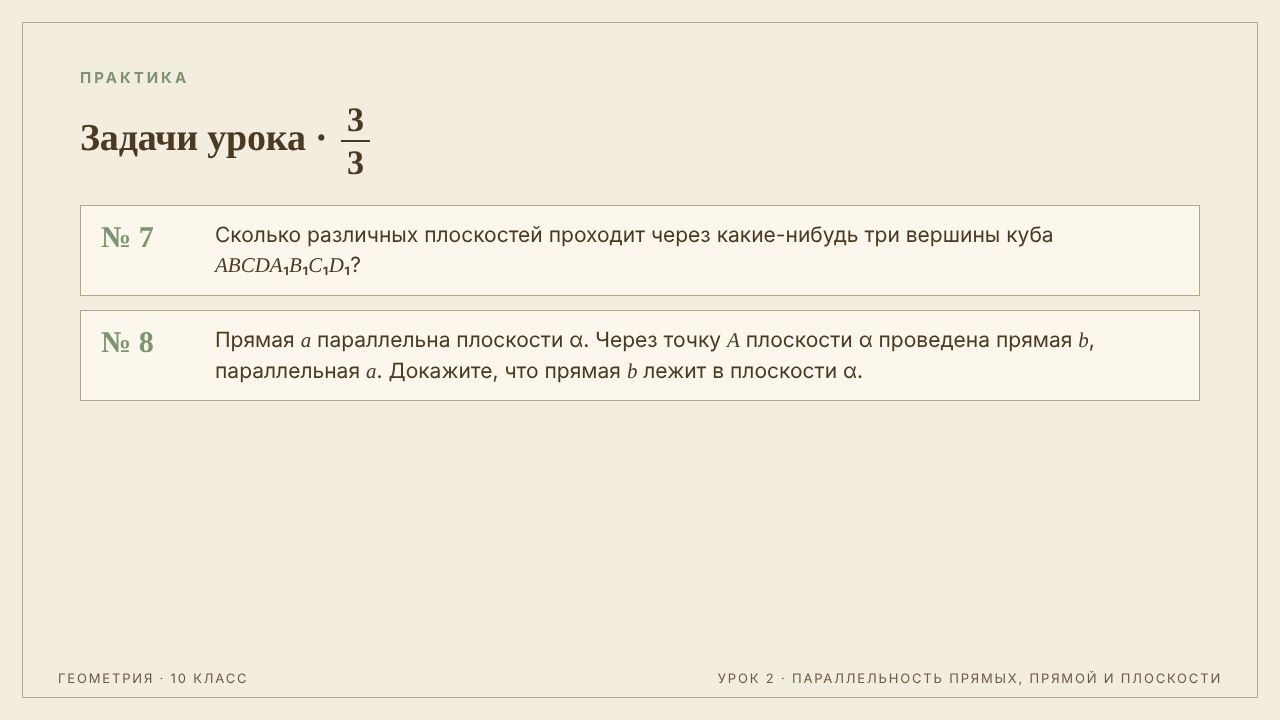 ПРАКТИКА
Задачи урока · 3/3
№ 7
Сколько различных плоскостей проходит через какие-нибудь три вершины куба
ABCDA₁B₁C₁D₁?
№ 8
Прямая a параллельна плоскости α. Через точку A плоскости α проведена прямая b,
параллельная a. Докажите, что прямая b лежит в плоскости α.
ГЕОМЕТРИЯ · 10 КЛАСС
УРОК 2 · ПАРАЛЛЕЛЬНОСТЬ ПРЯМЫХ, ПРЯМОЙ И ПЛОСКОСТИ